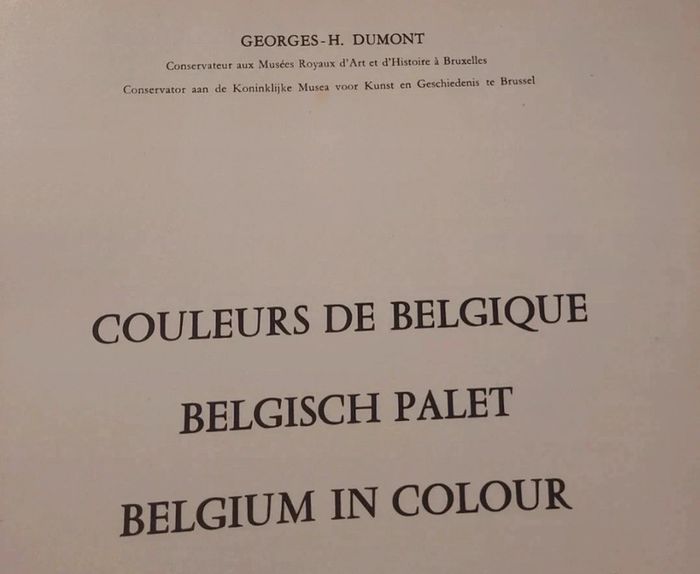 GEORGES-H. DUMONT
Conservateur aux Musées Royaux d'Art et d'Histoire à Bruxelles
Conservator aan de Koninklijke Musea voor Kunst en Geschiedenis te Brussel
COULEURS DE BELGIQUE
BELGISCH PALET
BELGIUM IN COLOUR